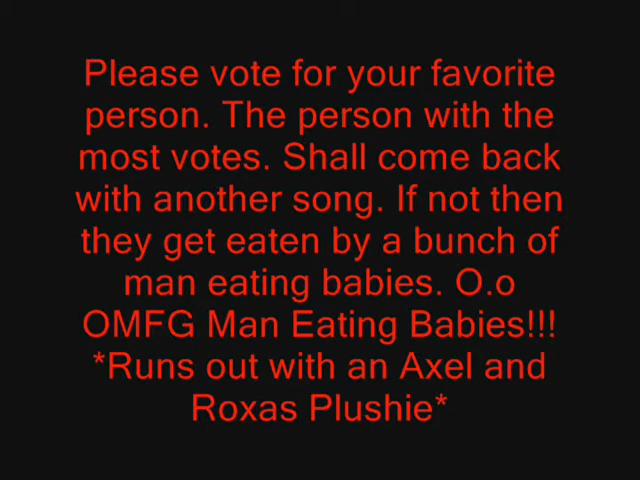 Please vote for your favorite
person. The person with the
most votes. Shall come back
with another song. If not then
they get eaten by a bunch of
man eating babies. O.o
OMFG Man Eating Babies!!!
*Runs out with an Axel and
Roxas Plushie*